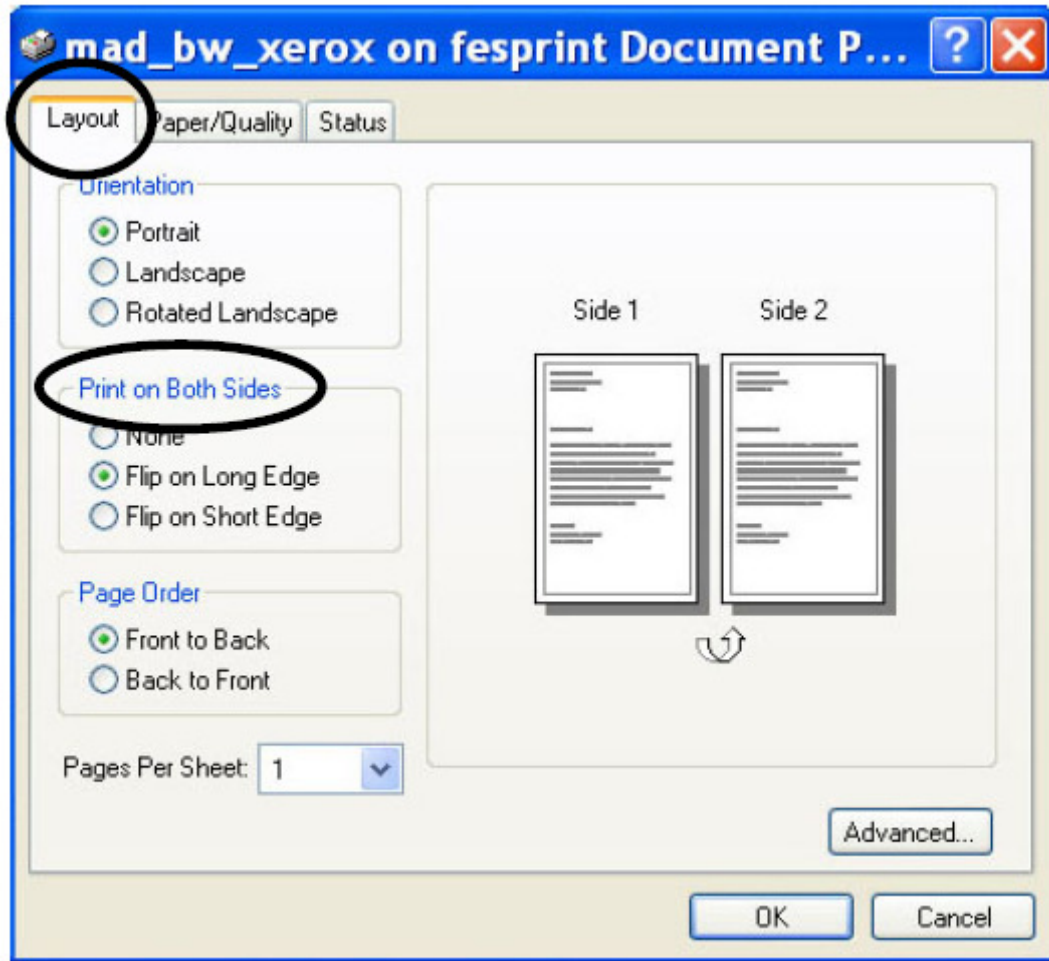 mad_bw_xerox on fesprint Document P...
Layout Paper/Quality Status
Orientation
Portrait
Landscape
Rotated Landscape
Print on Both Sides
None
Flip on Long Edge
Flip on Short Edge
Page Order
Front to Back
Back to Front
Pages Per Sheet: 1
Side 1 Side 2
Advanced...
OK Cancel